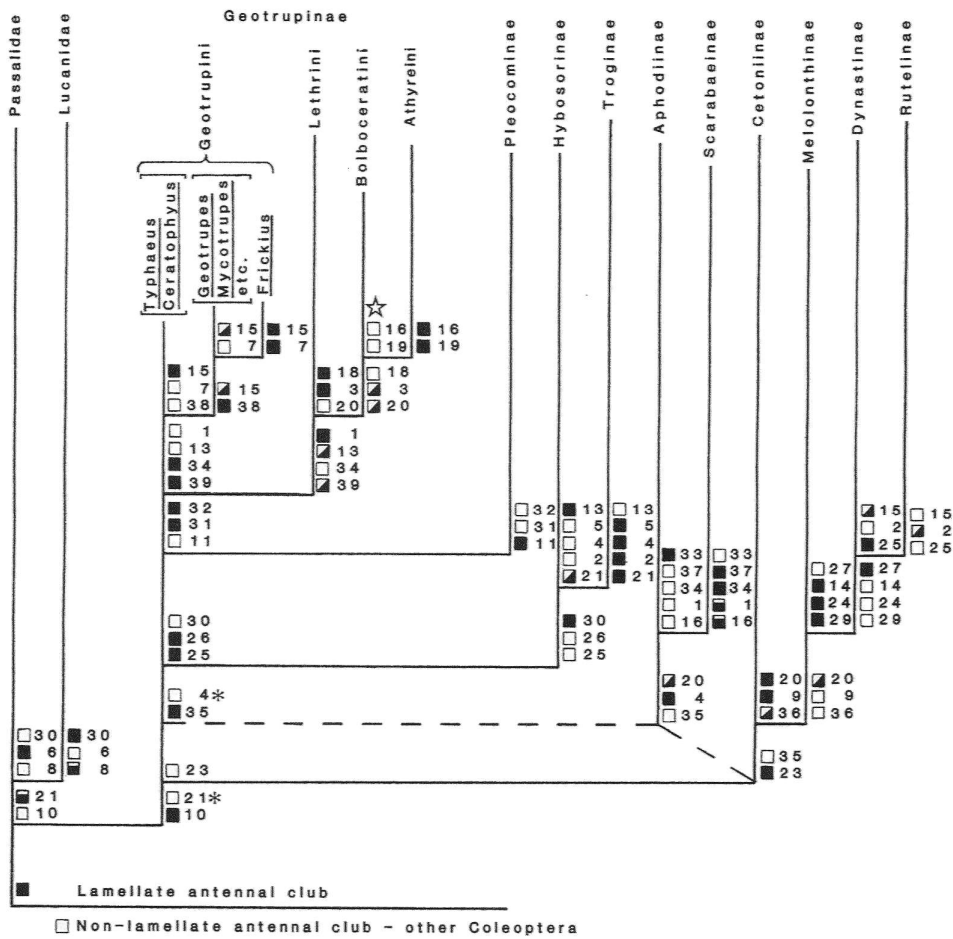 Geotrupinae
Passalidae
Lucanidae
Geotrupini
Typhaeus
Ceratophyus
Geotrupes
Mycotrupes
etc.
Frickius
Lethrini
Bolboceratini
Athyreini
Pleocominae
Hybosorinae
Troginae
Aphodiinae
Scarabaeinae
Cetoniinae
Melolonthinae
Dynastinae
Rutelinae
15 15
7 7
16 16
19 19
15
7 15
38 38
18 18
3 3
20 20
1 1
13 13
34 34
39 39
32 32
31 31
11 11
13 13
5 5
4 4
2 2
21 21
33 33
37 37
34 34
1 1
16 16
15 15
2 2
25 25
27 27
14 14
24 24
29 29
30 30
26 26
25 25
4* 20
35 4
35
20 20
9 9
36 36
30 30
6 6
8 8
23 35
23
21 21*
10 10
Lamellate antennal club
Non-lamellate antennal club – other Coleoptera